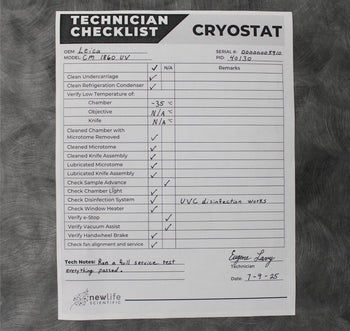 TECHNICIAN
CHECKLIST
CRYOSTAT
OEM: Leica
SERIAL #:
MODEL: CM 1860 UV
PID: 40130
✓ N/A Remarks
Clean Undercarriage ✓
Clean Refrigeration Condenser ✓
Verify Low Temperature of:
Chamber -35 °C
Objective N/A °C
Knife N/A °C
Cleaned Chamber with
Microtome Removed ✓
Cleaned Microtome ✓
Cleaned Knife Assembly ✓
Lubricated Microtome ✓
Lubricated Knife Assembly ✓
Check Sample Advance ✓
Check Chamber Light ✓
Check Disinfection System ✓ UVC disinfection works
Check Window Heater ✓
Verify e-Stop ✓
Verify Vacuum Assist ✓
Verify Handwheel Brake ✓
Check fan alignment and service ✓
Tech Notes: Ran a full service test
everything passed.
Eugene
Technician
Date: 7-9-25
newlife
SCIENTIFIC